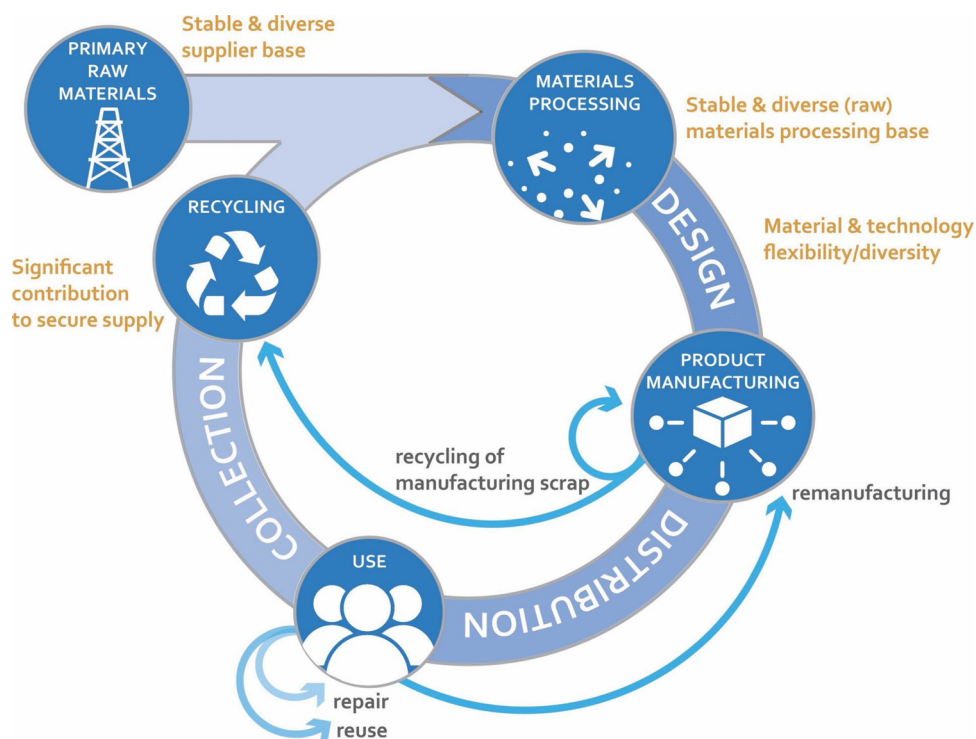 Stable & diverse
supplier base
PRIMARY
RAW
MATERIALS
MATERIALS
PROCESSING
Stable & diverse (raw)
materials processing base
DESIGN
Material & technology
flexibility/diversity
RECYCLING
Significant
contribution
to secure supply
PRODUCT
MANUFACTURING
COLLECTION
recycling of
manufacturing scrap
remanufacturing
DISTRIBUTION
USE
repair
reuse